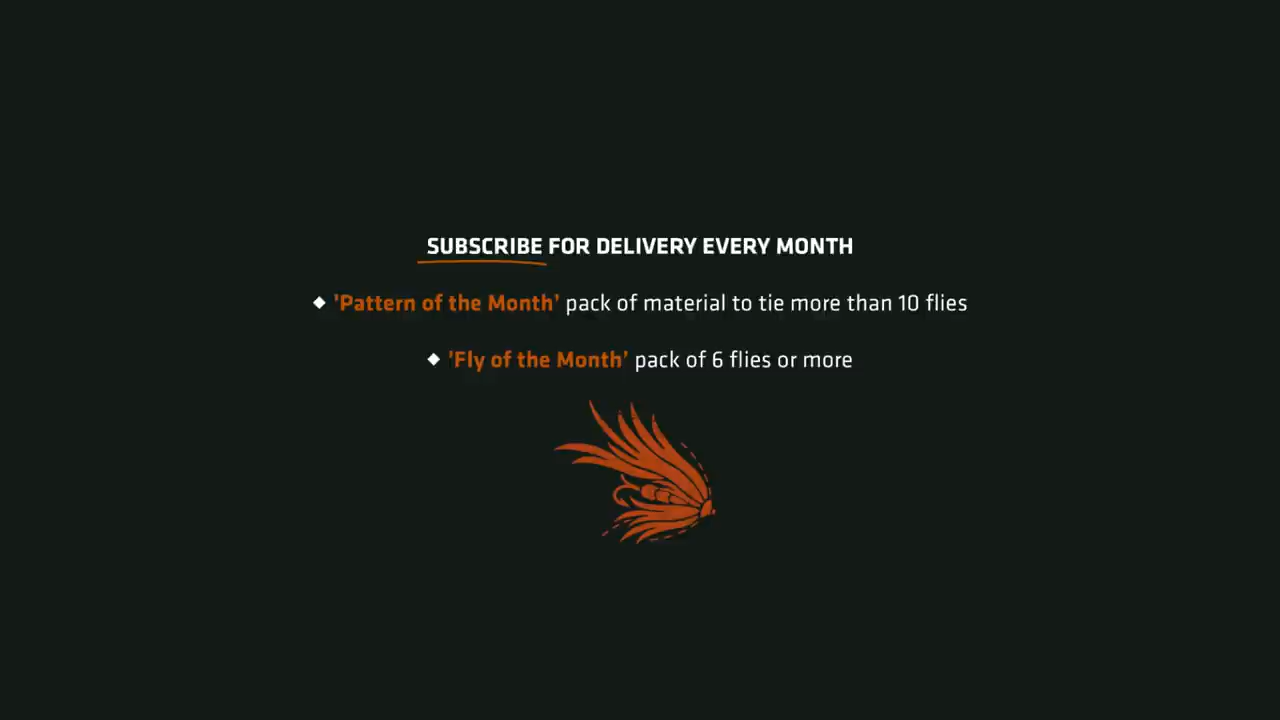 SUBSCRIBE FOR DELIVERY EVERY MONTH
◆ 'Pattern of the Month' pack of material to tie more than 10 flies
◆ 'Fly of the Month' pack of 6 flies or more